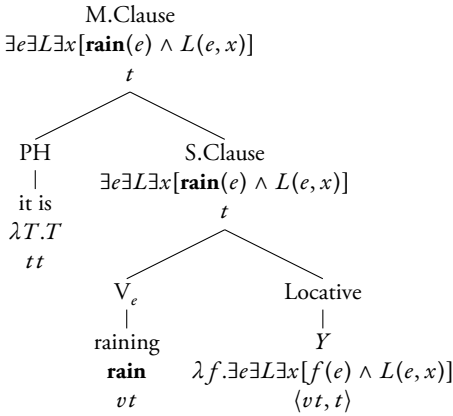 M.Clause
∃e∃L∃x[rain(e) ∧ L(e, x)]
t
PH
it is
λT.T
tt
S.Clause
∃e∃L∃x[rain(e) ∧ L(e, x)]
t
Vₑ
raining
rain
vt
Locative
Y
λf.∃e∃L∃x[f(e) ∧ L(e, x)]
⟨vt, t⟩